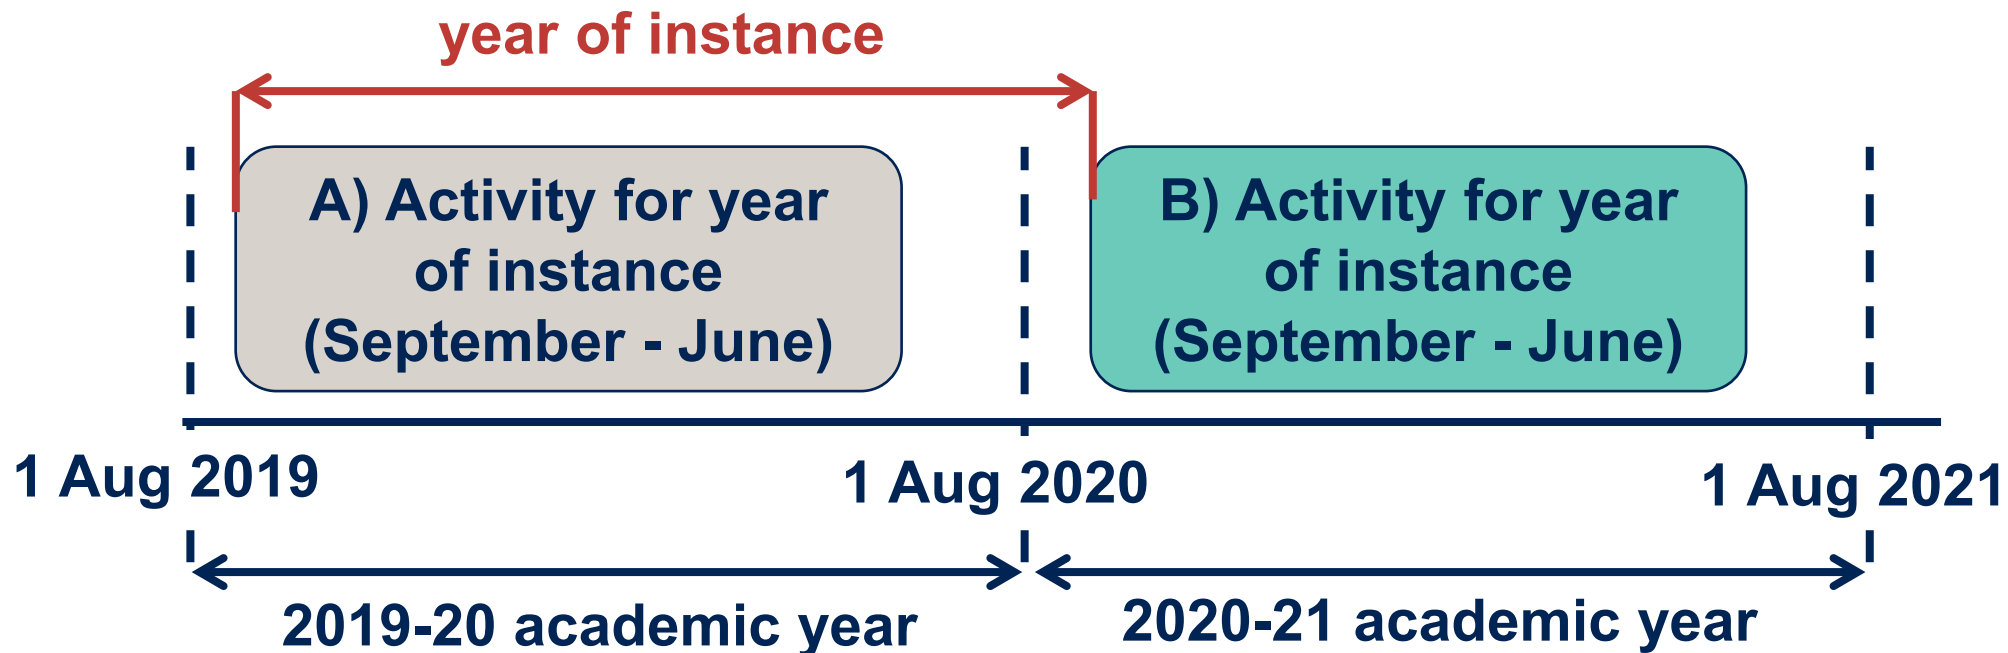 year of instance
A) Activity for year
of instance
(September - June)
B) Activity for year
of instance
(September - June)
1 Aug 2019
1 Aug 2020
1 Aug 2021
2019-20 academic year
2020-21 academic year